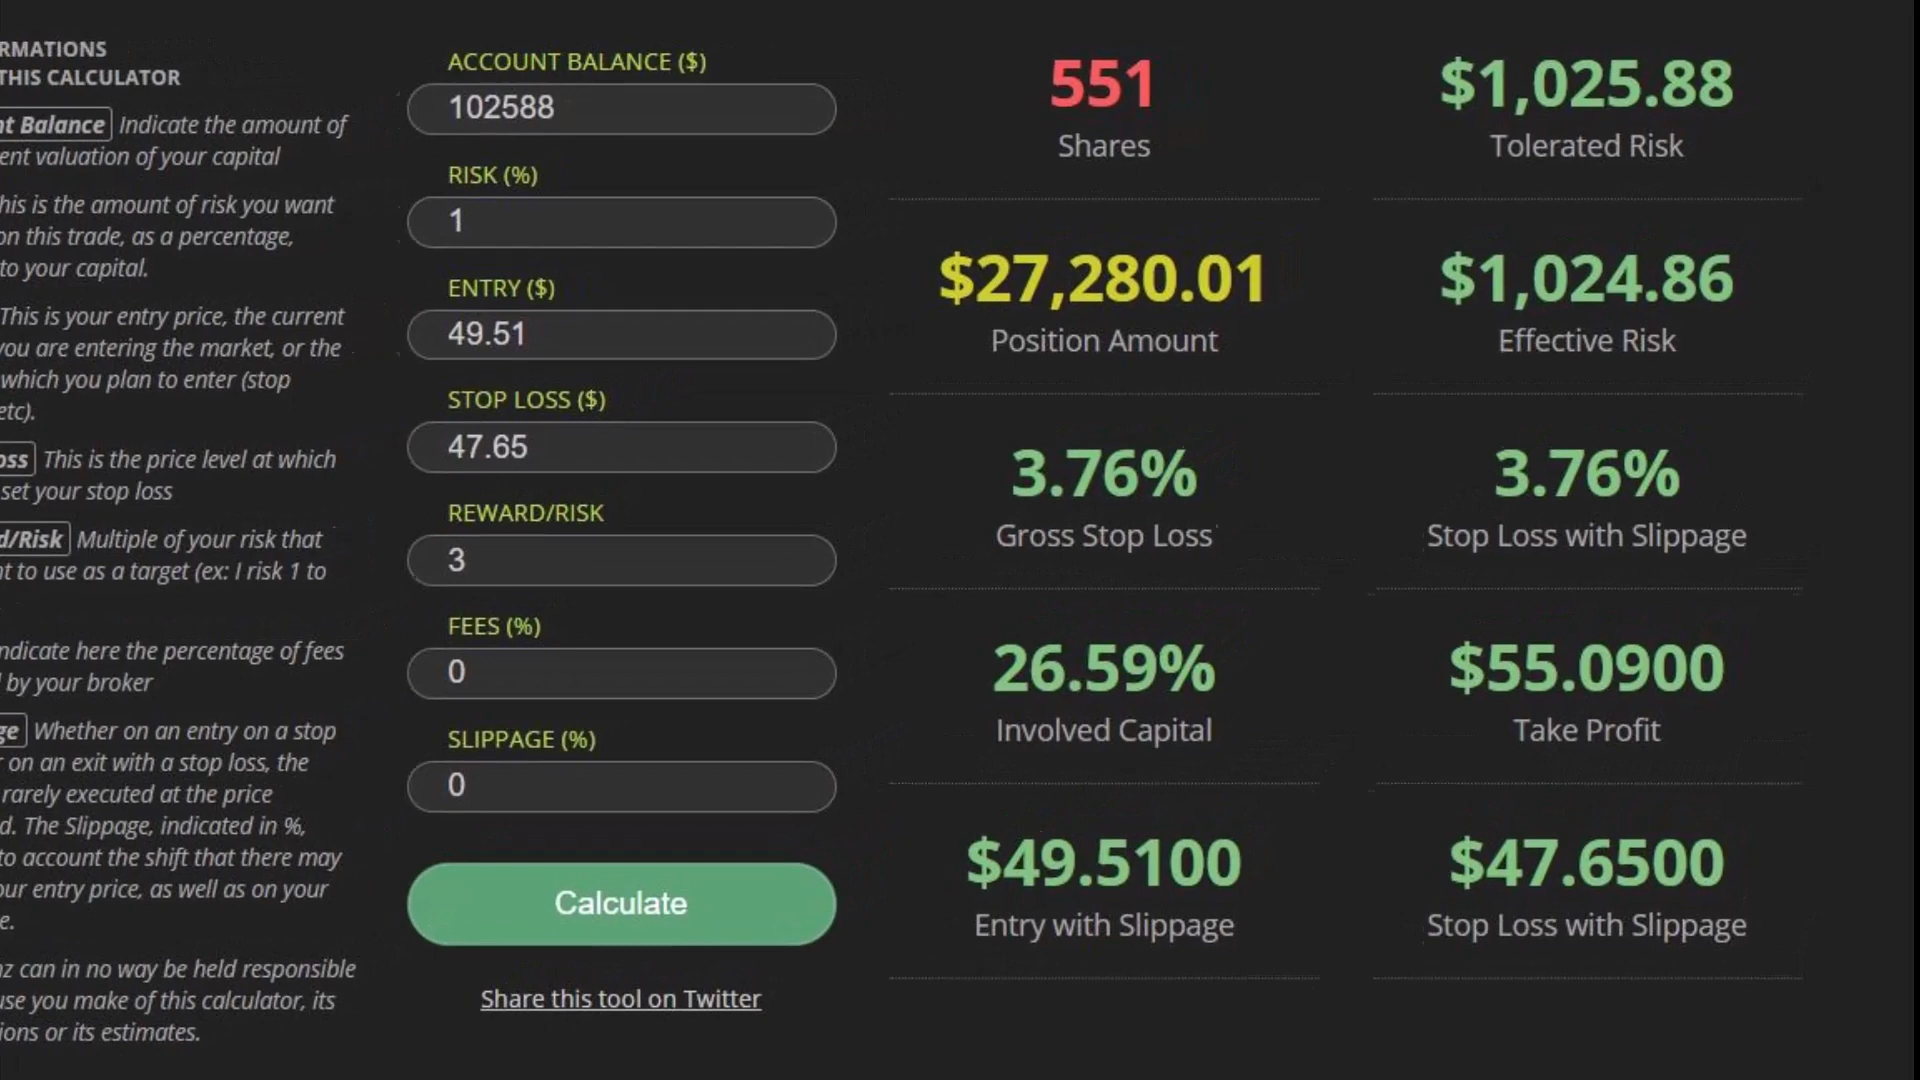 RMATIONS
THIS CALCULATOR
nt Balance Indicate the amount of
ent valuation of your capital
his is the amount of risk you want
on this trade, as a percentage,
to your capital.
This is your entry price, the current
you are entering the market, or the
which you plan to enter (stop
etc).
oss This is the price level at which
set your stop loss
d/Risk Multiple of your risk that
nt to use as a target (ex: I risk 1 to
ndicate here the percentage of fees
by your broker
ge Whether on an entry on a stop
r on an exit with a stop loss, the
rarely executed at the price
d. The Slippage, indicated in %,
to account the shift that there may
our entry price, as well as on your
e.
nz can in no way be held responsible
use you make of this calculator, its
ions or its estimates.
ACCOUNT BALANCE ($)
102588
RISK (%)
1
ENTRY ($)
49.51
STOP LOSS ($)
47.65
REWARD/RISK
3
FEES (%)
0
SLIPPAGE (%)
0
Calculate
Share this tool on Twitter
551
Shares
$1,025.88
Tolerated Risk
$27,280.01
Position Amount
$1,024.86
Effective Risk
3.76%
Gross Stop Loss
3.76%
Stop Loss with Slippage
26.59%
Involved Capital
$55.0900
Take Profit
$49.5100
Entry with Slippage
$47.6500
Stop Loss with Slippage